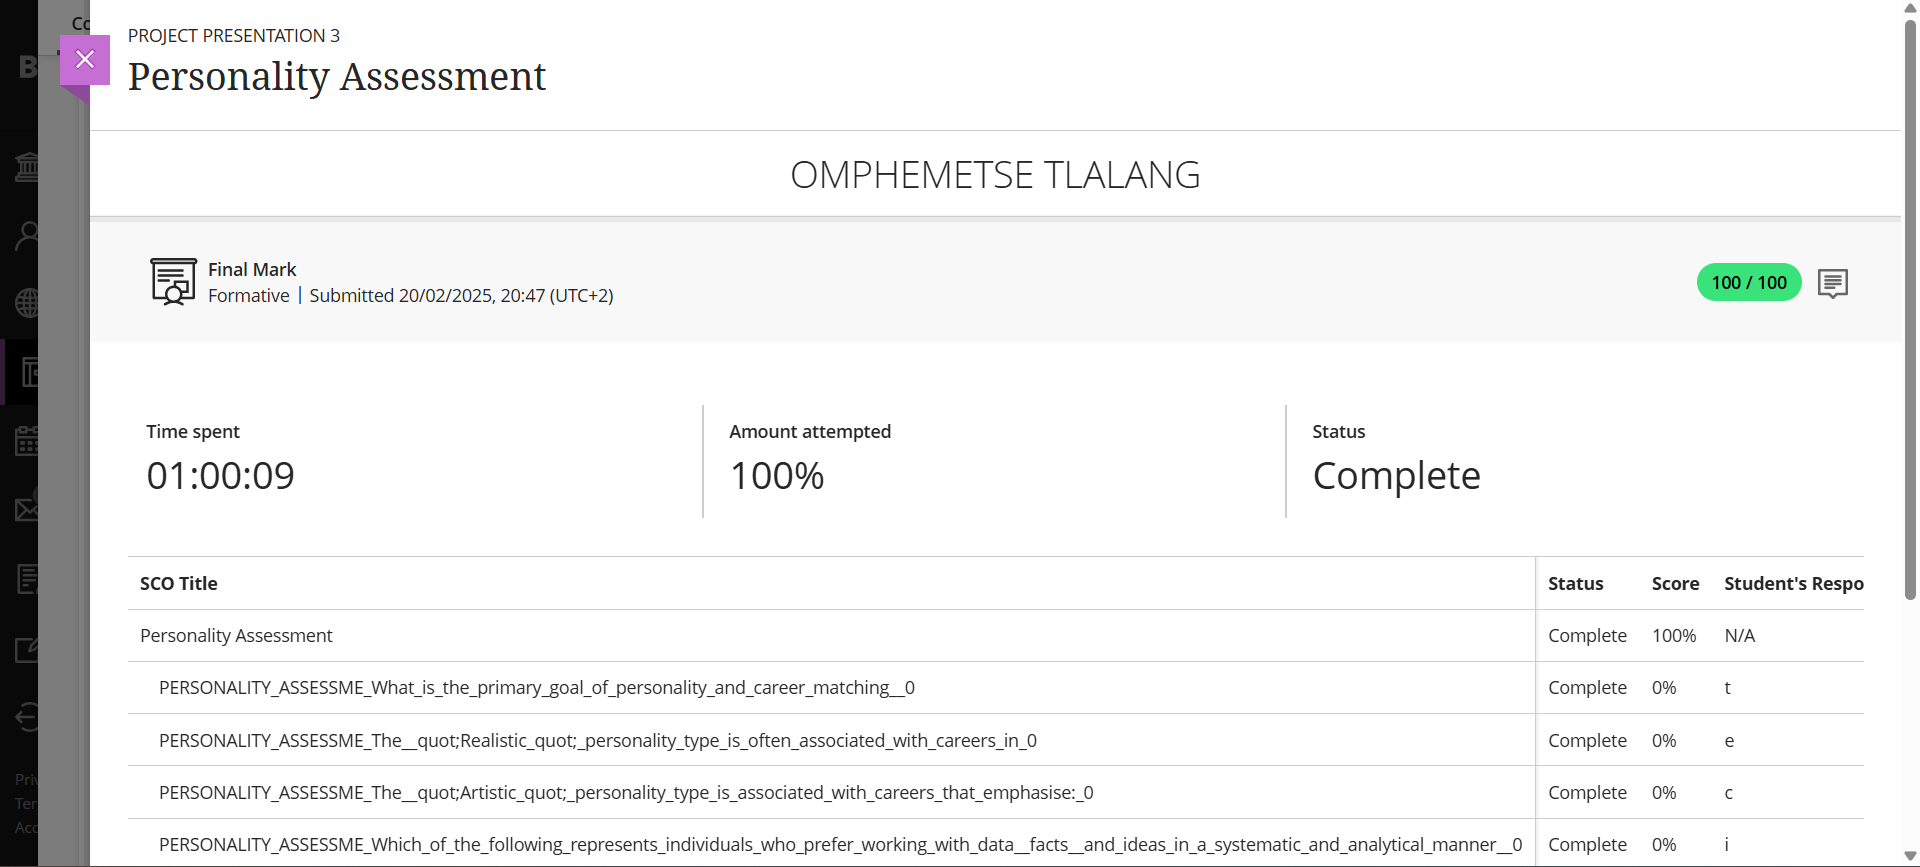 Co
B
PROJECT PRESENTATION 3
Personality Assessment
OMPHEMETSE TLALANG
Final Mark
Formative | Submitted 20/02/2025, 20:47 (UTC+2)
100 / 100
Time spent
01:00:09
Amount attempted
100%
Status
Complete
SCO Title Status Score Student's Respo
Personality Assessment Complete 100% N/A
PERSONALITY_ASSESSME_What_is_the_primary_goal_of_personality_and_career_matching__0 Complete 0% t
PERSONALITY_ASSESSME_The__quot;Realistic_quot;_personality_type_is_often_associated_with_careers_in_0 Complete 0% e
PERSONALITY_ASSESSME_The__quot;Artistic_quot;_personality_type_is_associated_with_careers_that_emphasise:_0 Complete 0% c
PERSONALITY_ASSESSME_Which_of_the_following_represents_individuals_who_prefer_working_with_data__facts__and_ideas_in_a_systematic_and_analytical_manner__0 Complete 0% i
Pri
Ter
Acc